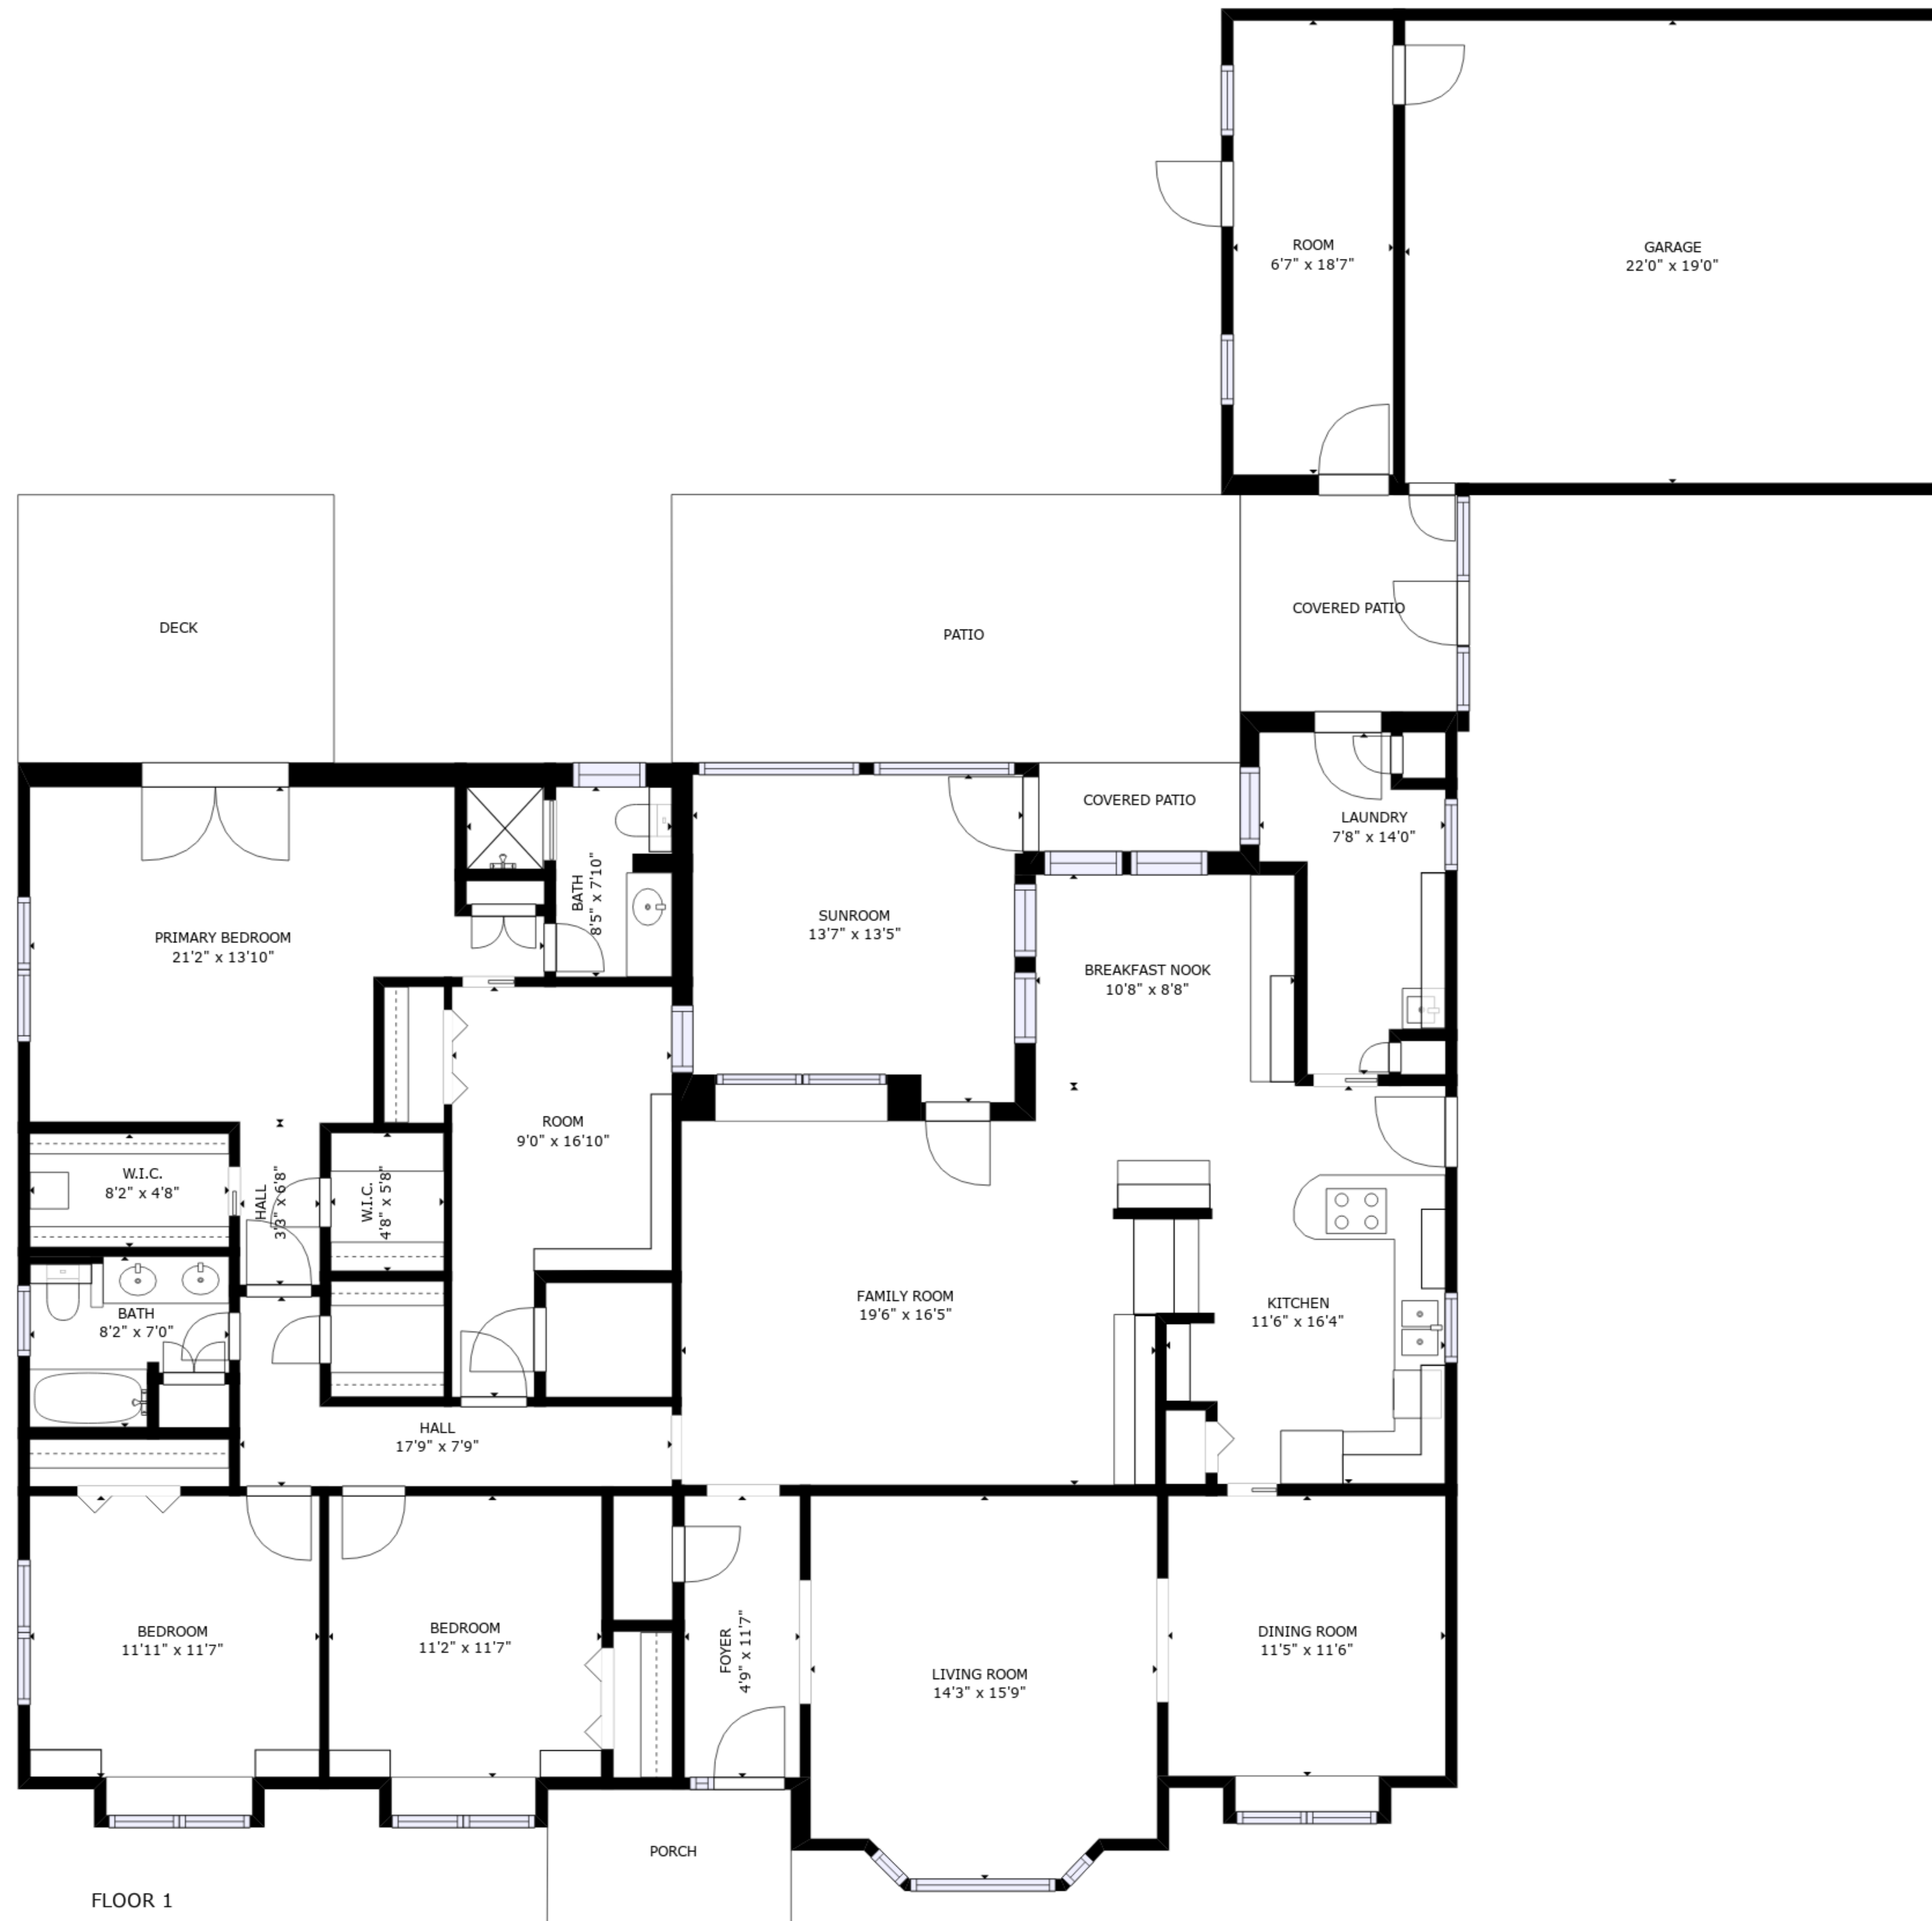 ROOM
6'7" x 18'7"
GARAGE
22'0" x 19'0"
DECK
PATIO
COVERED PATIO
COVERED PATIO
LAUNDRY
7'8" x 14'0"
BATH
8'5" x 7'10"
SUNROOM
13'7" x 13'5"
PRIMARY BEDROOM
21'2" x 13'10"
BREAKFAST NOOK
10'8" x 8'8"
ROOM
9'0" x 16'10"
W.I.C.
8'2" x 4'8"
HALL
3'3" x 6'8"
W.I.C.
4'8" x 5'8"
BATH
8'2" x 7'0"
FAMILY ROOM
19'6" x 16'5"
KITCHEN
11'6" x 16'4"
HALL
17'9" x 7'9"
BEDROOM
11'11" x 11'7"
BEDROOM
11'2" x 11'7"
FOYER
4'9" x 11'7"
LIVING ROOM
14'3" x 15'9"
DINING ROOM
11'5" x 11'6"
PORCH
FLOOR 1